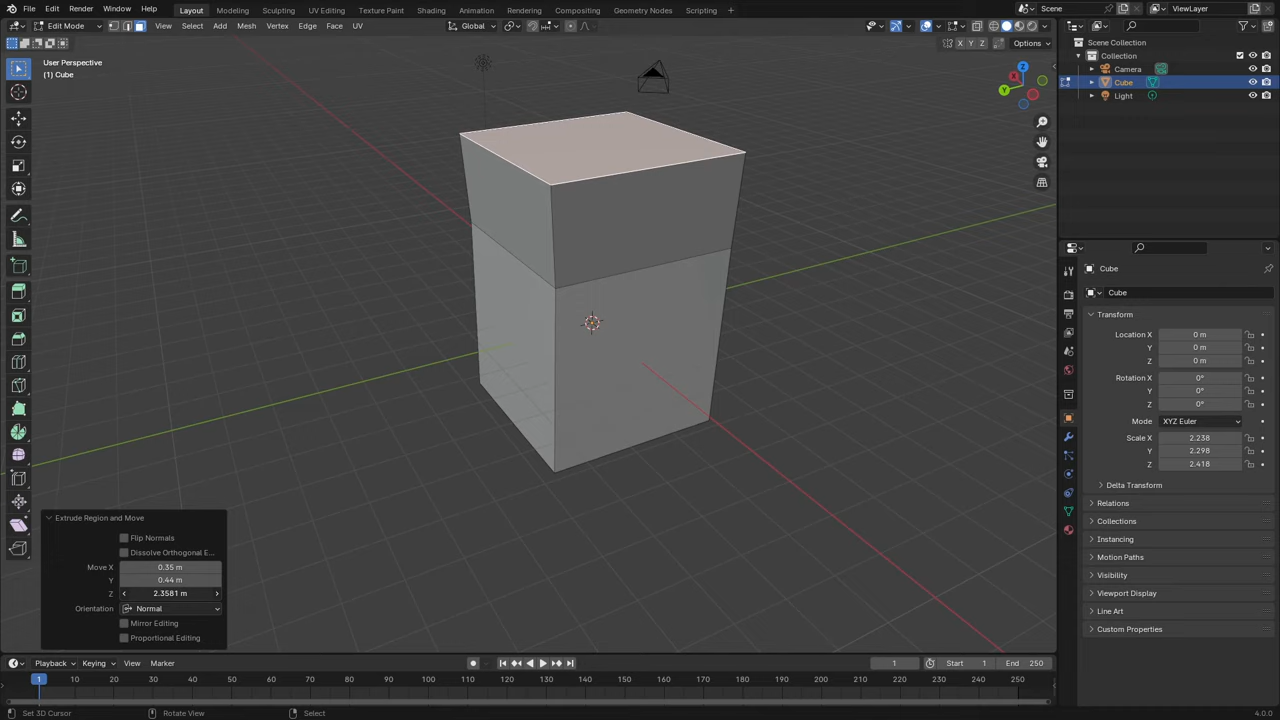 File Edit Render Window Help
Layout Modeling Sculpting UV Editing Texture Paint Shading Animation Rendering Compositing Geometry Nodes Scripting +
Scene
ViewLayer
Edit Mode
View Select Add Mesh Vertex Edge Face UV
Global
X Y Z
Options
User Perspective
(1) Cube
Z
X
Y
Scene Collection
Collection
Camera
Cube
Light
Cube
Cube
Transform
Location X 0 m
Y 0 m
Z 0 m
Rotation X 0°
Y 0°
Z 0°
Mode XYZ Euler
Scale X 2.238
Y 2.298
Z 2.418
Delta Transform
Relations
Collections
Instancing
Motion Paths
Visibility
Viewport Display
Line Art
Custom Properties
Extrude Region and Move
Flip Normals
Dissolve Orthogonal E...
Move X 0.35 m
Y 0.44 m
Z 2.3581 m
Orientation Normal
Mirror Editing
Proportional Editing
Playback Keying View Marker
1
Start 1
End 250
1 10 20 30 40 50 60 70 80 90 100 110 120 130 140 150 160 170 180 190 200 210 220 230 240 250
Set 3D Cursor
Rotate View
Select
4.0.0